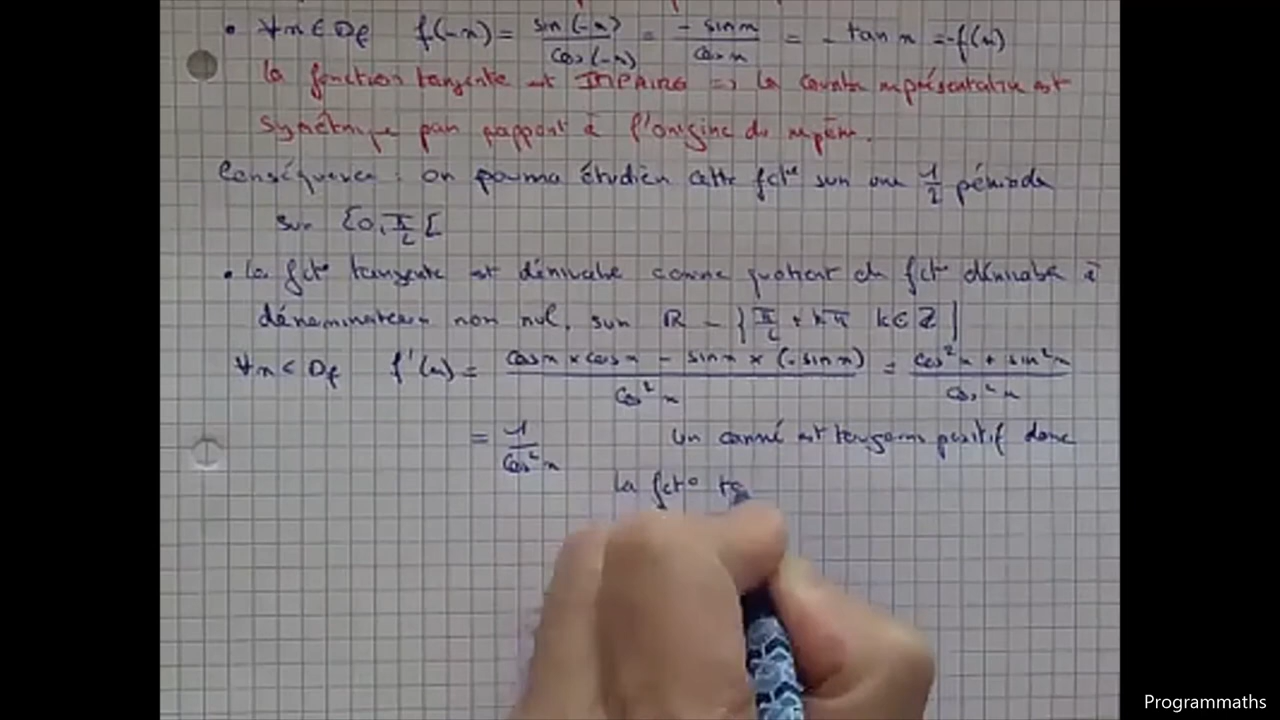 • ∀x ∈ Df f(-x) = sin(-x)/cos(-x) = - sin x/cos x = - tan x = -f(x)
la fonction tangente est IMPAIRE => la courbe représentative est
symétrique par rapport à l'origine du repère.
Conséquence : on pourra étudier cette fct° sur une 1/2 période
sur [0, π/2 [
• la fct° tangente est dérivable comme quotient de fct° dérivable à
dénominateur non nul, sur ℝ - { π/2 + kπ k ∈ ℤ }
∀x ∈ Df f'(x) = cos x × cos x - sin x × (- sin x)/cos² x = cos² x + sin² x/cos² x
= 1/cos² x un carré est toujours positif donc
la fct° ta
Programmaths